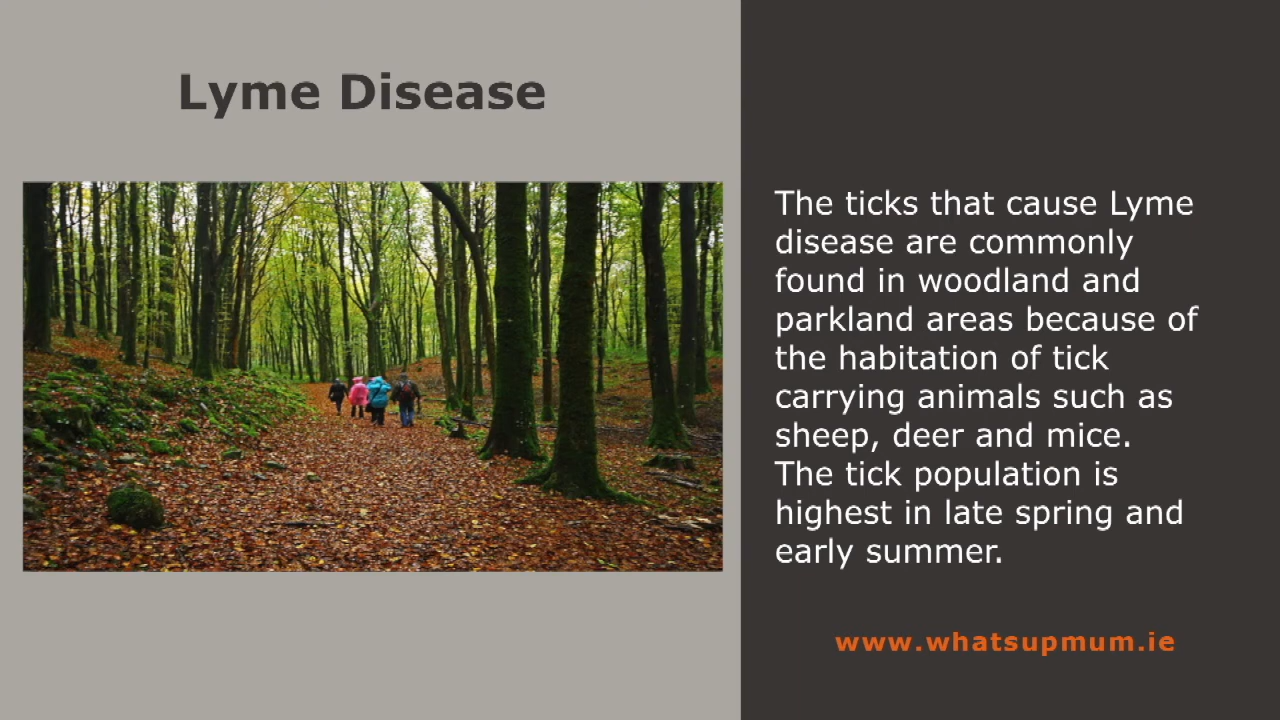 Lyme Disease
The ticks that cause Lyme
disease are commonly
found in woodland and
parkland areas because of
the habitation of tick
carrying animals such as
sheep, deer and mice.
The tick population is
highest in late spring and
early summer.
www.whatsupmum.ie